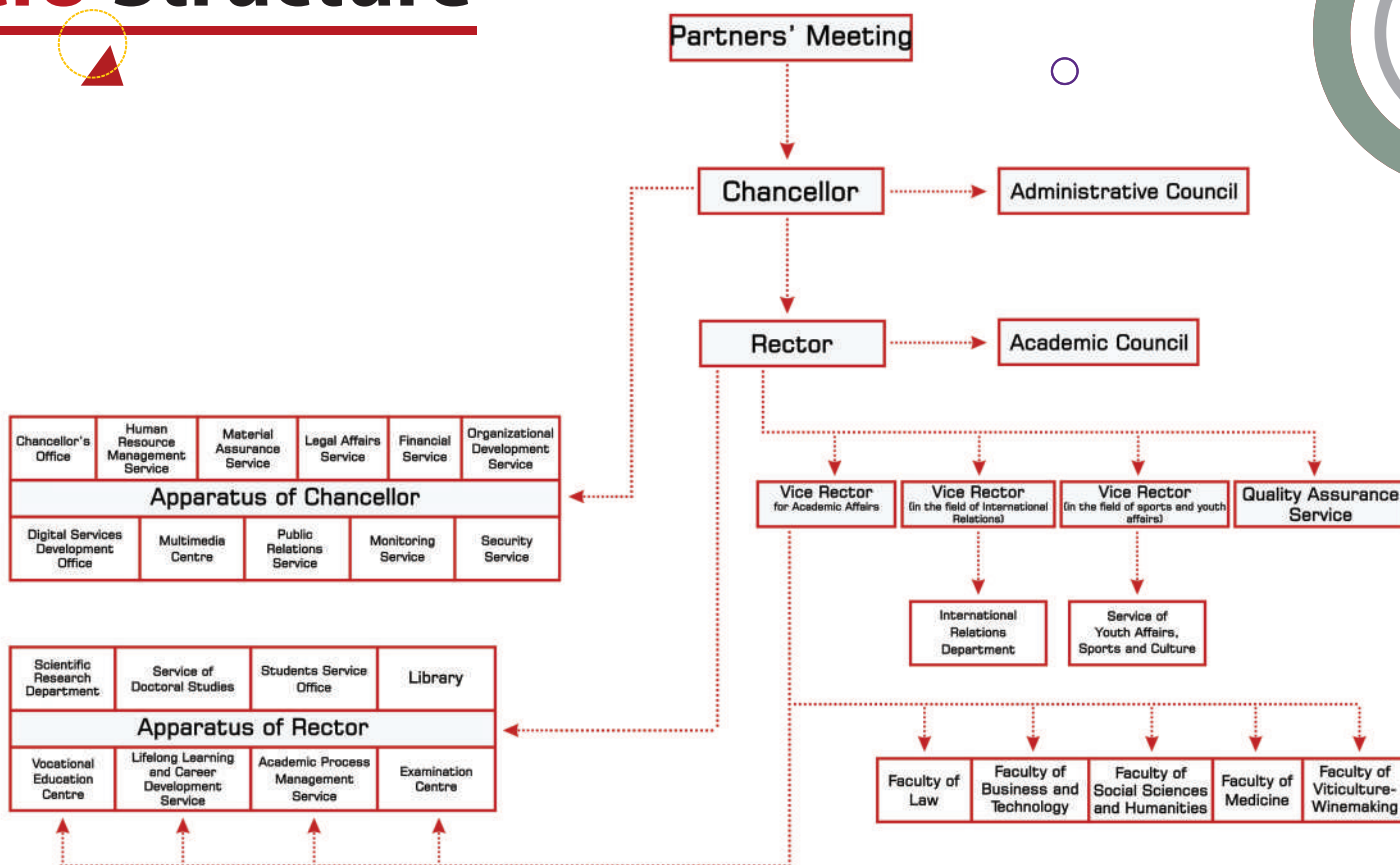 Structure
Partners' Meeting
Chancellor
Administrative Council
Rector
Academic Council
Chancellor's
Office
Human
Resource
Management
Service
Material
Assurance
Service
Legal Affairs
Service
Financial
Service
Organizational
Development
Service
Apparatus of Chancellor
Digital Services
Development
Office
Multimedia
Centre
Public
Relations
Service
Monitoring
Service
Security
Service
Vice Rector
for Academic Affairs
Vice Rector
(in the field of International
Relations)
Vice Rector
(in the field of sports and youth
affairs)
Quality Assurance
Service
International
Relations
Department
Service of
Youth Affairs,
Sports and Culture
Scientific
Research
Department
Service of
Doctoral Studies
Students Service
Office
Library
Apparatus of Rector
Vocational
Education
Centre
Lifelong Learning
and Career
Development
Service
Academic Process
Management
Service
Examination
Centre
Faculty of
Law
Faculty of
Business and
Technology
Faculty of
Social Sciences
and Humanities
Faculty of
Medicine
Faculty of
Viticulture-
Winemaking